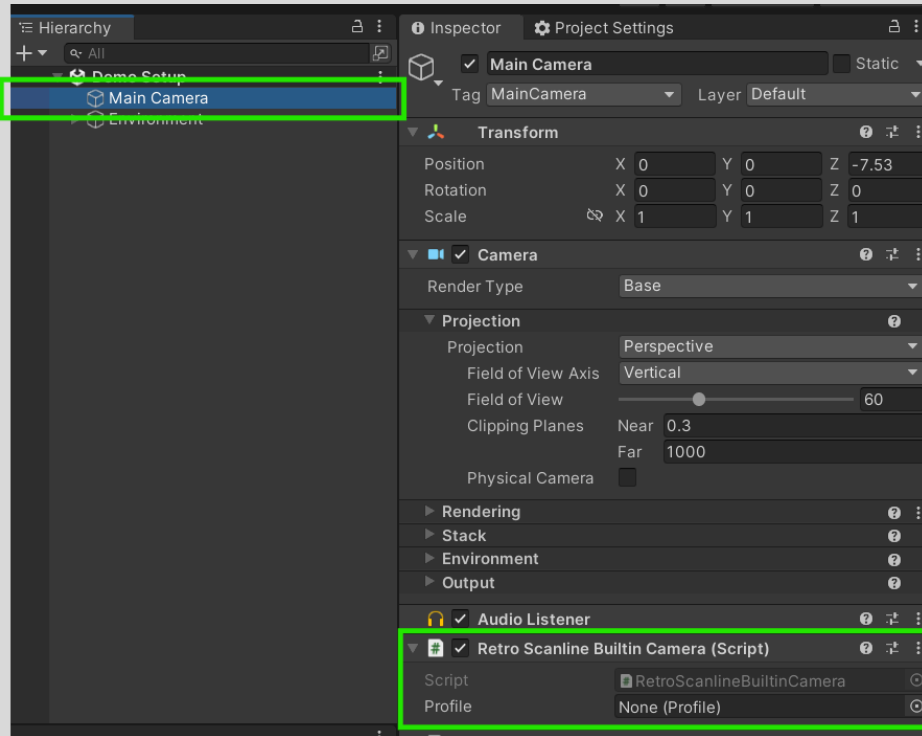 Hierarchy
All
Demo Setup
Main Camera
Environment
Inspector Project Settings
Main Camera Static
Tag MainCamera Layer Default
Transform
Position X 0 Y 0 Z -7.53
Rotation X 0 Y 0 Z 0
Scale X 1 Y 1 Z 1
Camera
Render Type Base
Projection
Projection Perspective
Field of View Axis Vertical
Field of View 60
Clipping Planes Near 0.3
Far 1000
Physical Camera
Rendering
Stack
Environment
Output
Audio Listener
# Retro Scanline Builtin Camera (Script)
Script # RetroScanlineBuiltinCamera
Profile None (Profile)